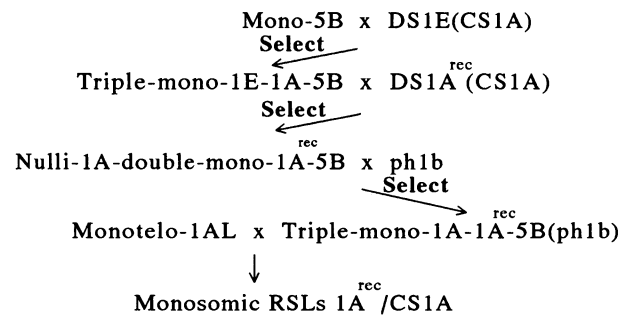 Mono-5B x DS1E(CS1A)
Select
Triple-mono-1E-1A-5B x DS1A^rec(CS1A)
Select
Nulli-1A-double-mono-1A^rec-5B x ph1b
Select
Monotelo-1AL x Triple-mono-1A-1A^rec-5B(ph1b)
Monosomic RSLs 1A^rec/CS1A